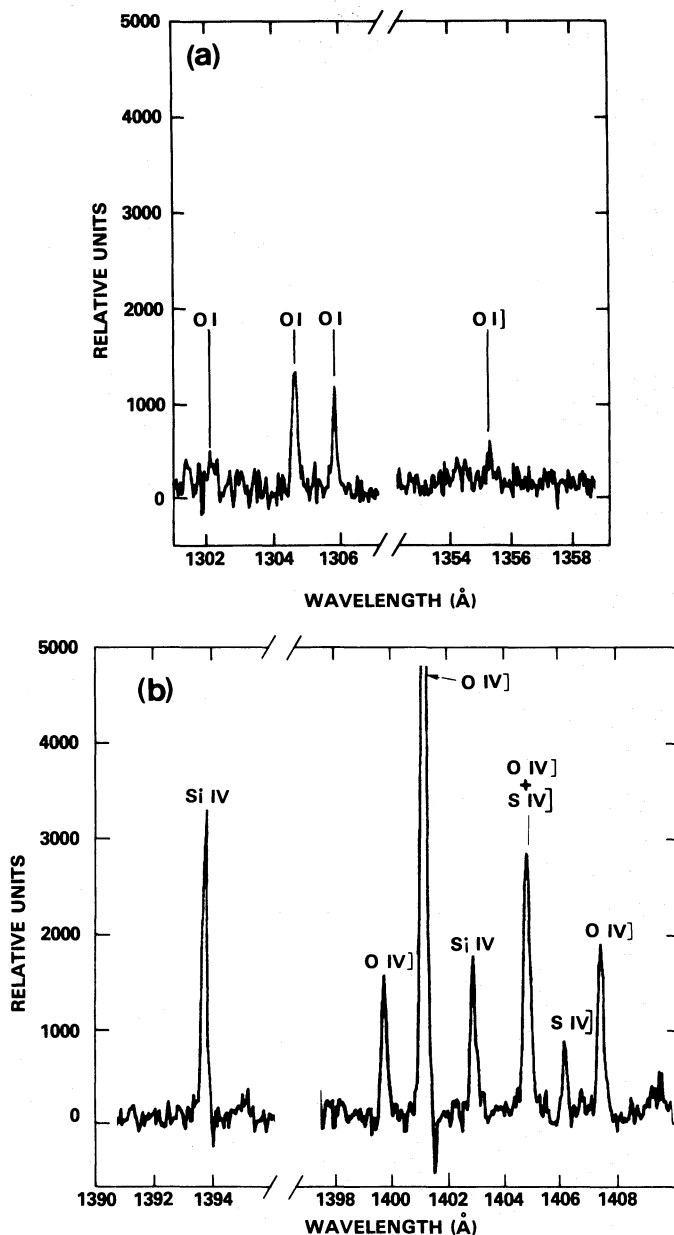 (a)
5000
4000
3000
2000
1000
0
RELATIVE UNITS
O I
O I
O I
O I]
1302
1304
1306
1354
1356
1358
WAVELENGTH (Å)
(b)
5000
4000
3000
2000
1000
0
RELATIVE UNITS
Si IV
O IV]
O IV]
Si IV
O IV]
+
S IV]
S IV]
O IV]
1390
1392
1394
1398
1400
1402
1404
1406
1408
WAVELENGTH (Å)